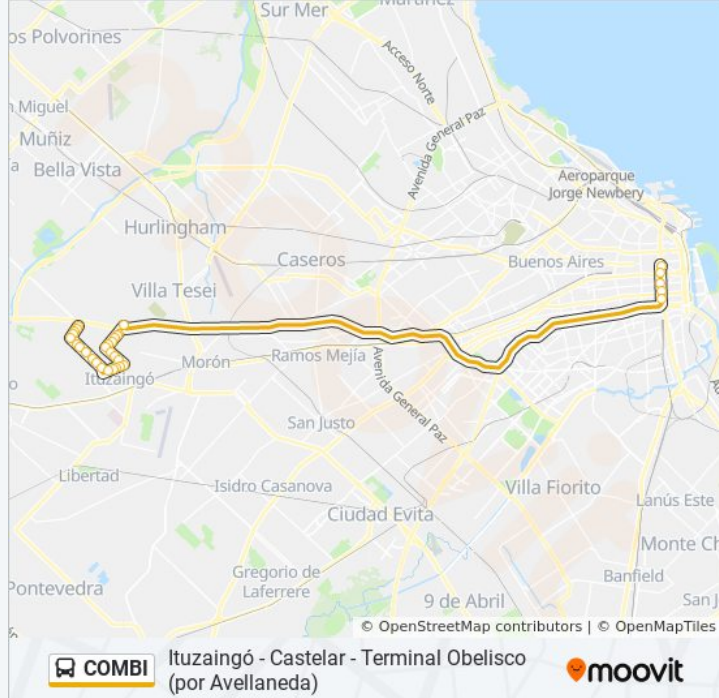 Sur Mer
os Polvorines
Acceso Norte
n Miguel
Muñiz
Avenida General Paz
Bella Vista
Aeroparque
Jorge Newbery
Hurlingham
Caseros
Buenos Aires
Villa Tesei
Morón
Ramos Mejía
Ituzaingó
Avenida General Paz
San Justo
Libertad
Isidro Casanova
Villa Fiorito
Lanús Este
Ciudad Evita
Monte Ch
Gregorio de
Laferrere
Banfield
Pontevedra
9 de Abril
San J
© OpenStreetMap contributors | © OpenMapTiles
COMBI
Ituzaingó - Castelar - Terminal Obelisco
(por Avellaneda)
moovit